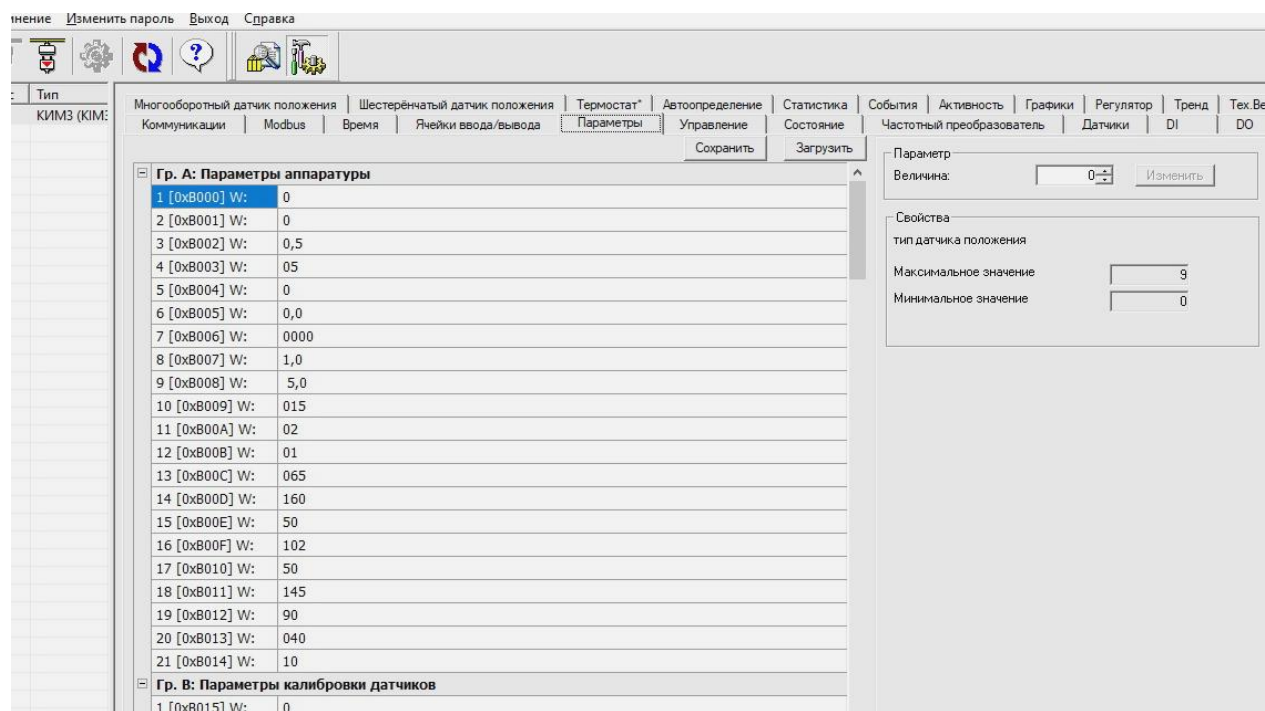 Изменить пароль Выход Справка
Тип
КИМ3 (KIM3
Многооборотный датчик положения Шестерёнчатый датчик положения Термостат* Автоопределение Статистика События Активность Графики Регулятор Тренд
Коммуникации Modbus Время Ячейки ввода/вывода Параметры Управление Состояние Частотный преобразователь Датчики DI DO
Сохранить Загрузить
Гр. A: Параметры аппаратуры
1 [0xB000] W: 0
2 [0xB001] W: 0
3 [0xB002] W: 0,5
4 [0xB003] W: 05
5 [0xB004] W: 0
6 [0xB005] W: 0,0
7 [0xB006] W: 0000
8 [0xB007] W: 1,0
9 [0xB008] W: 5,0
10 [0xB009] W: 015
11 [0xB00A] W: 02
12 [0xB00B] W: 01
13 [0xB00C] W: 065
14 [0xB00D] W: 160
15 [0xB00E] W: 50
16 [0xB00F] W: 102
17 [0xB010] W: 50
18 [0xB011] W: 145
19 [0xB012] W: 90
20 [0xB013] W: 040
21 [0xB014] W: 10
Гр. B: Параметры калибровки датчиков
1 [0xB015] W: 0
Параметр
Величина: 0 Изменить
Свойства
тип датчика положения
Максимальное значение 9
Минимальное значение 0